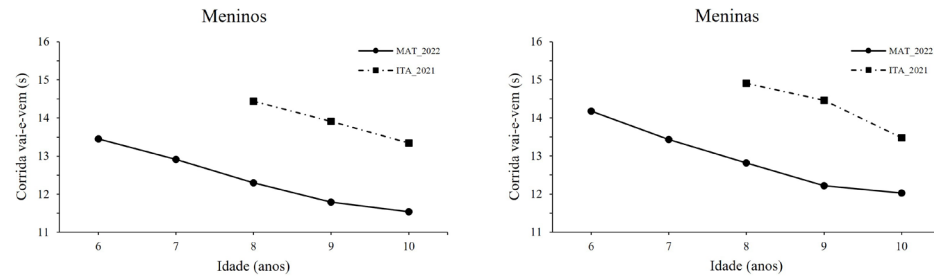 Meninos
Corrida vai-e-vem (s)
16
15
14
13
12
11
MAT_2022
ITA_2021
6 7 8 9 10
Idade (anos)
Meninas
Corrida vai-e-vem (s)
16
15
14
13
12
11
MAT_2022
ITA_2021
6 7 8 9 10
Idade (anos)